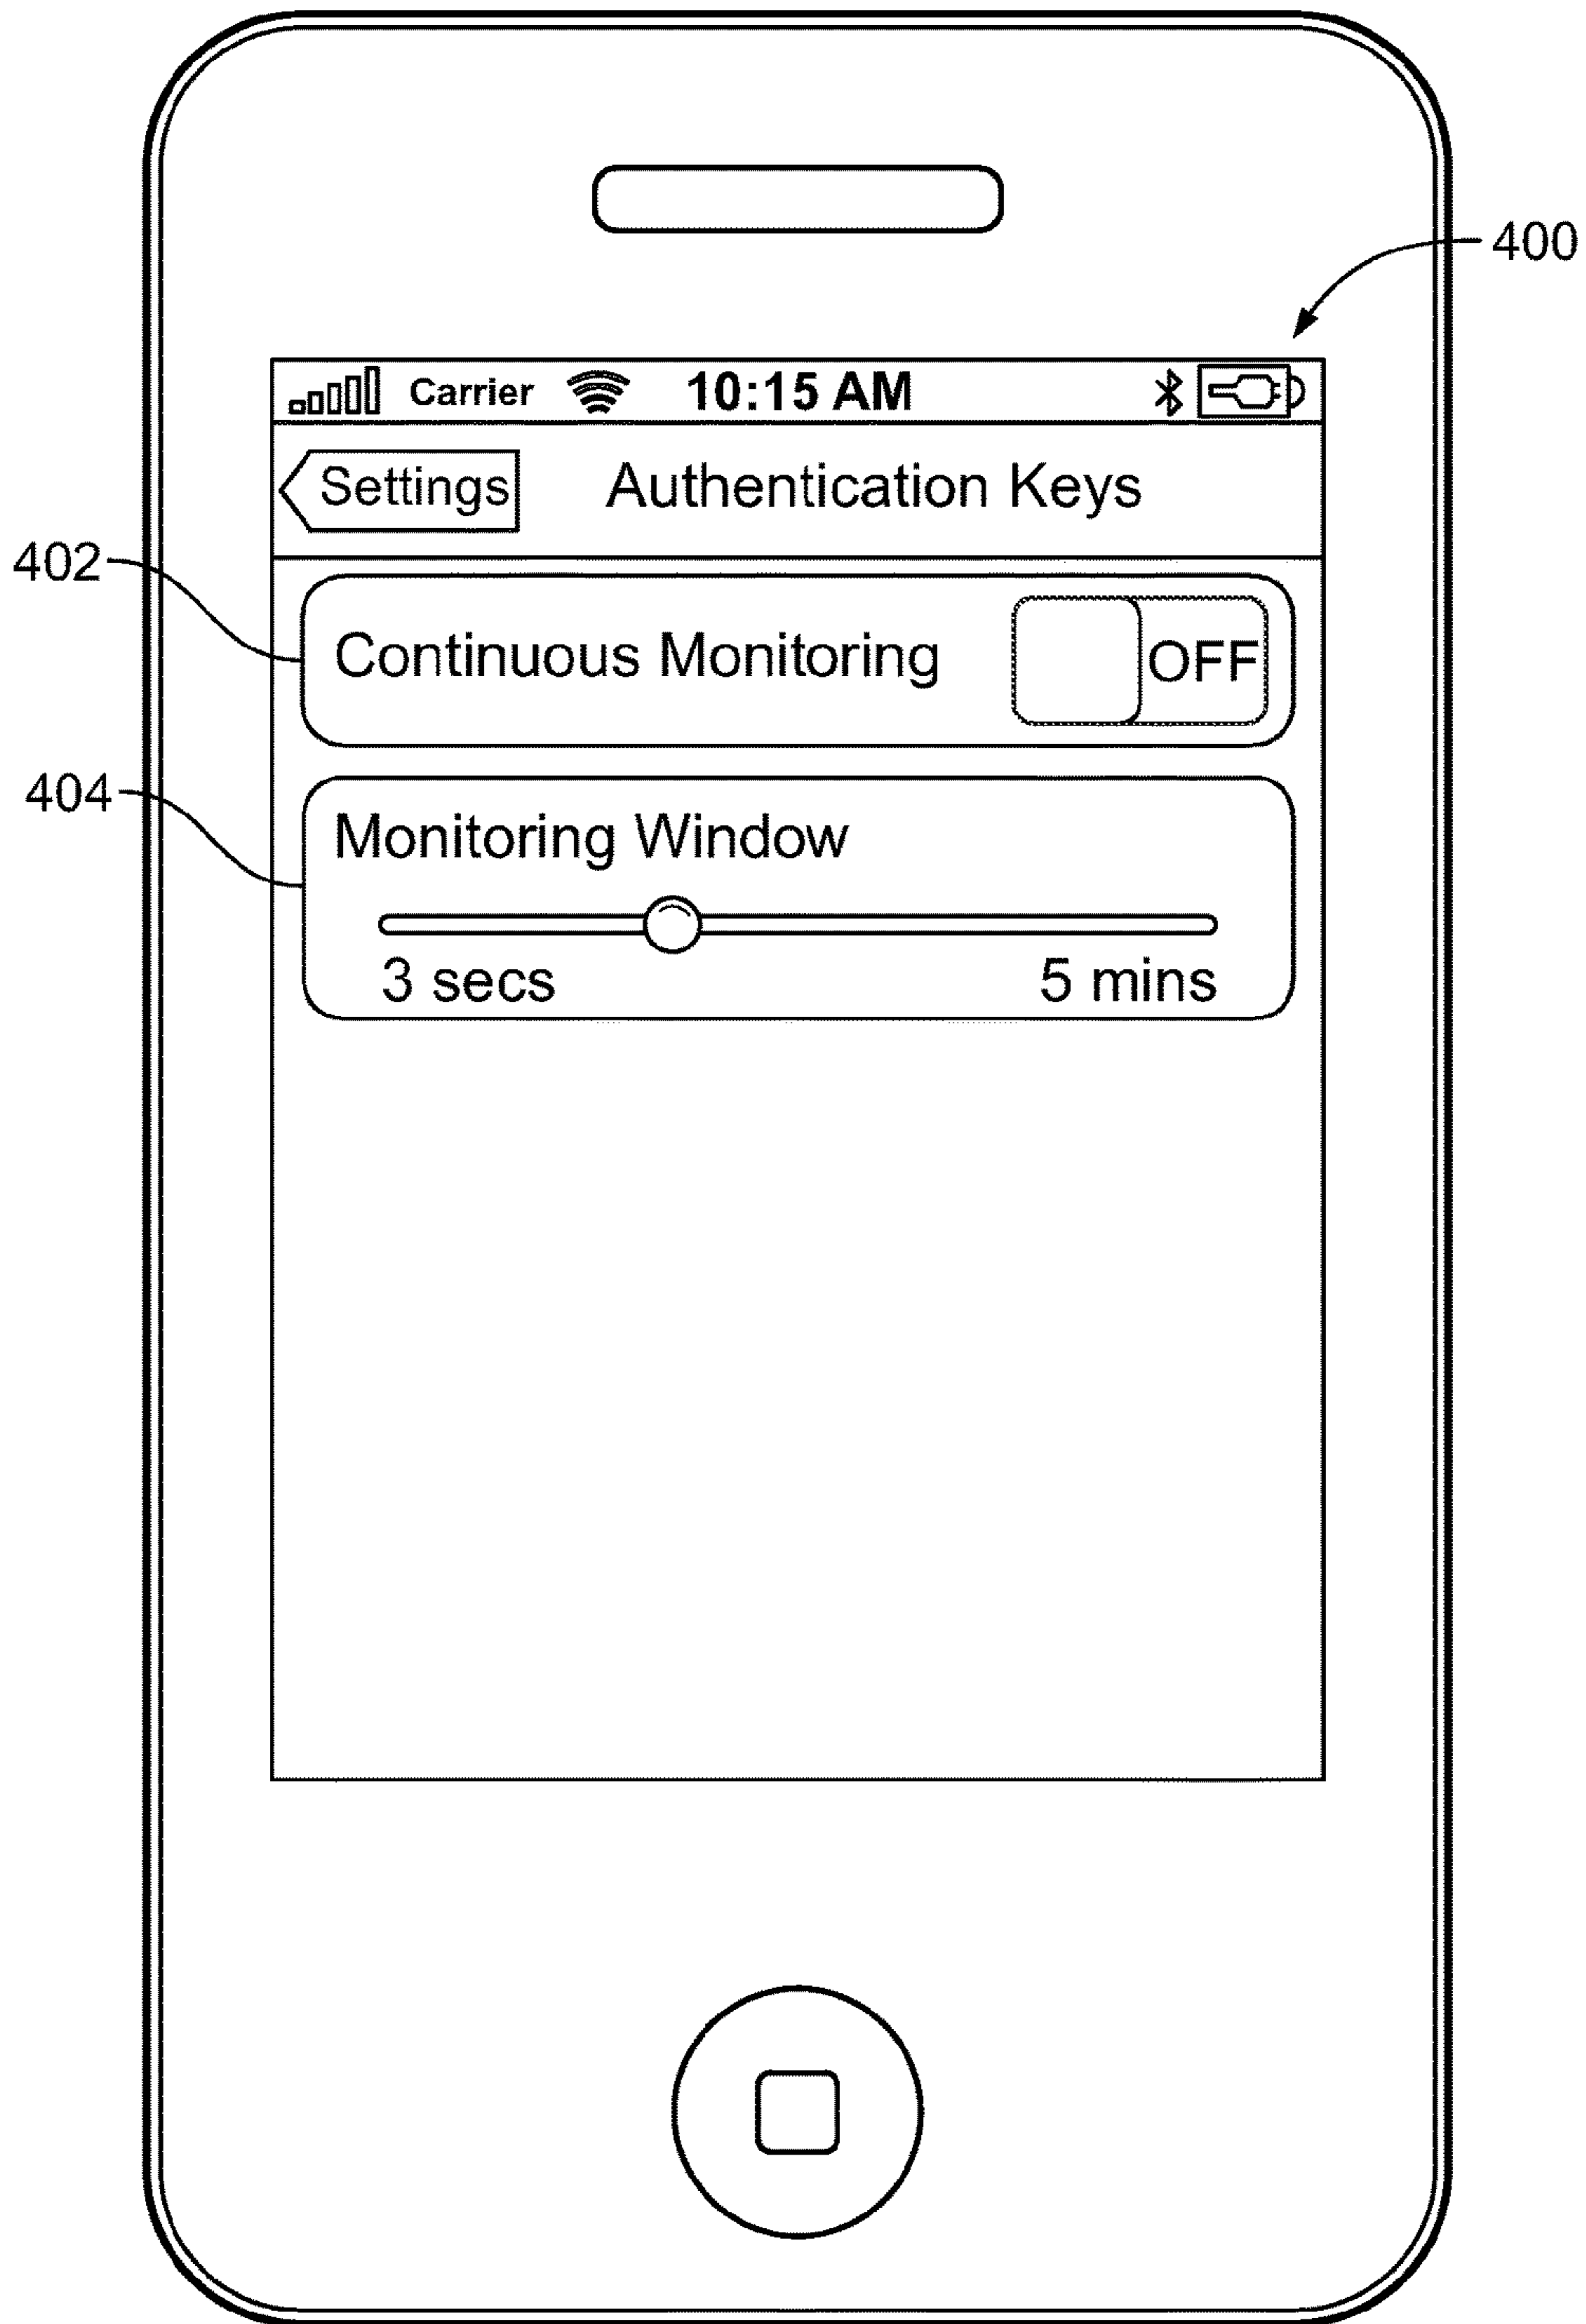 400
Carrier 10:15 AM
Settings Authentication Keys
402
Continuous Monitoring OFF
404
Monitoring Window
3 secs 5 mins